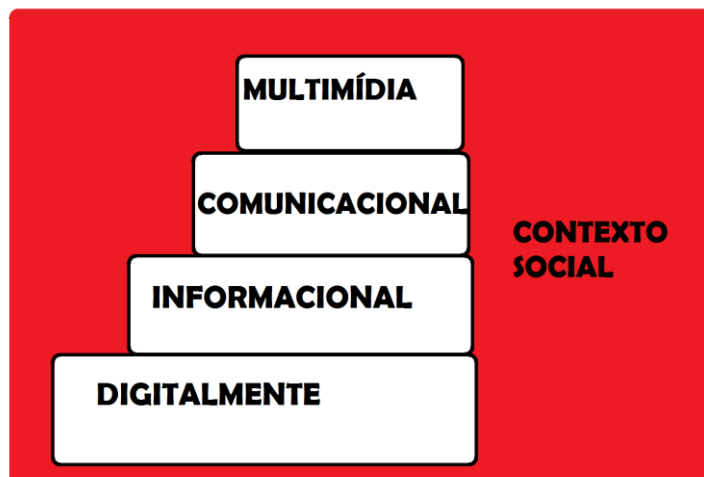 MULTIMÍDIA
COMUNICACIONAL
CONTEXTO
SOCIAL
INFORMACIONAL
DIGITALMENTE